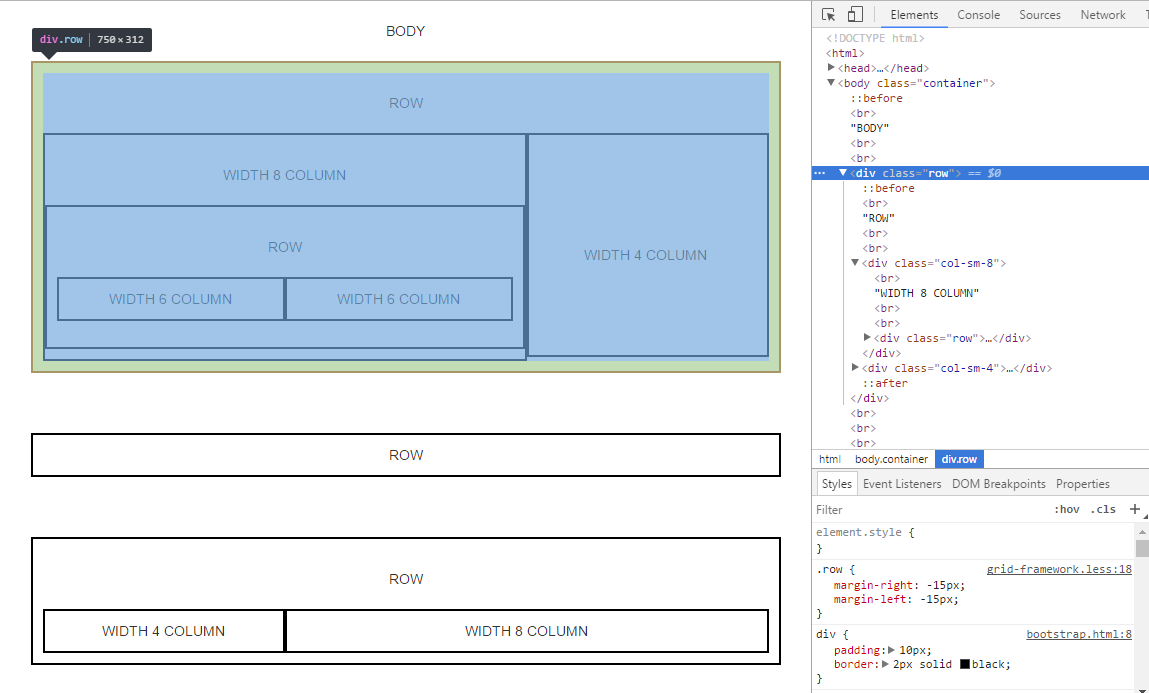 BODY
div.row | 750×312
ROW
WIDTH 8 COLUMN
ROW
WIDTH 6 COLUMN
WIDTH 6 COLUMN
WIDTH 4 COLUMN
ROW
ROW
WIDTH 4 COLUMN
WIDTH 8 COLUMN
Elements Console Sources Network
<!DOCTYPE html>
<html>
<head>…</head>
<body class="container">
::before
<br>
"BODY"
<br>
<br>
<div class="row"> == $0
::before
<br>
"ROW"
<br>
<br>
<div class="col-sm-8">
<br>
"WIDTH 8 COLUMN"
<br>
<br>
<div class="row">…</div>
</div>
<div class="col-sm-4">…</div>
::after
</div>
<br>
<br>
<br>
html body.container div.row
Styles Event Listeners DOM Breakpoints Properties
Filter :hov .cls +
element.style {
}
.row { grid-framework.less:18
margin-right: -15px;
margin-left: -15px;
}
div { bootstrap.html:8
padding: 10px;
border: 2px solid black;
}